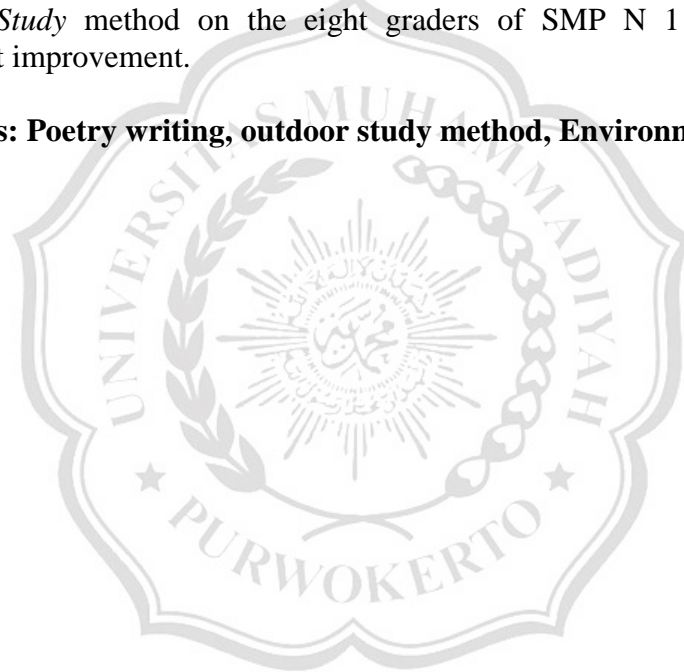 Study method on the eight graders of SMP N 1
t improvement.
s: Poetry writing, outdoor study method, Environn
UNIVERSITAS MUHAMMADIYAH
PURWOKERTO